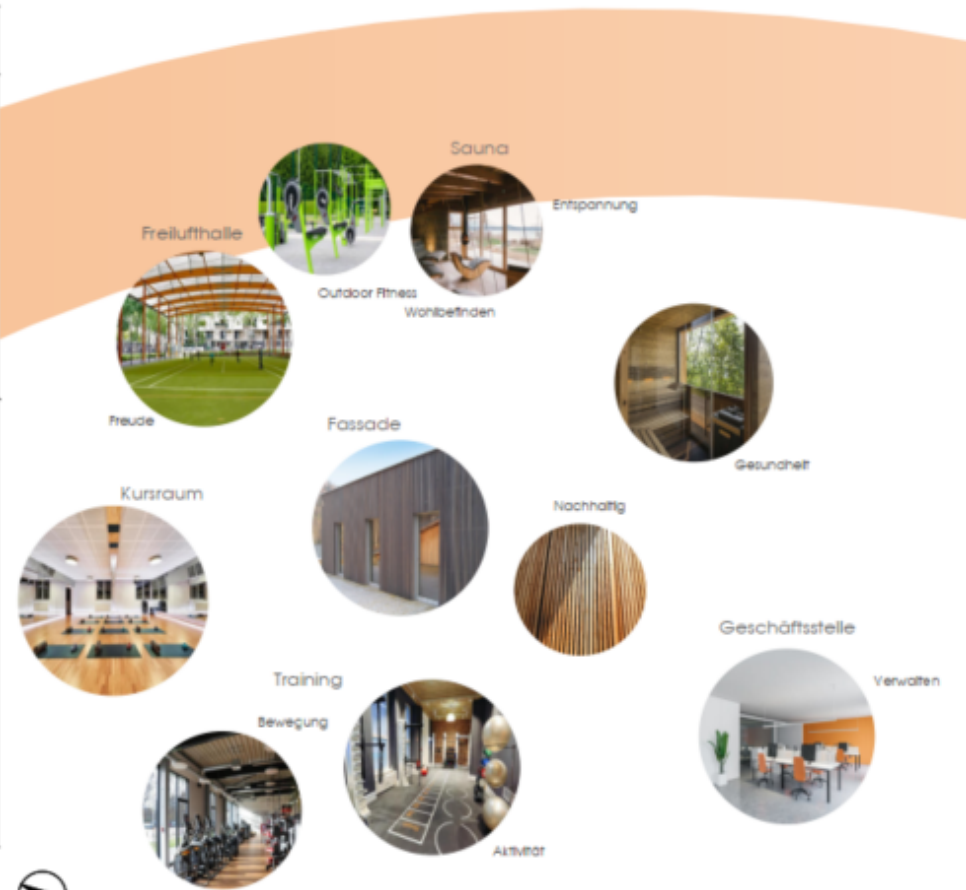 Sauna
Entspannung
Freilufthalle
Outdoor Fitness
Wohlbefinden
Freude
Fassade
Gesundheit
Kursraum
Nachhaltig
Geschäftsstelle
Training
Verwalten
Bewegung
Aktivität